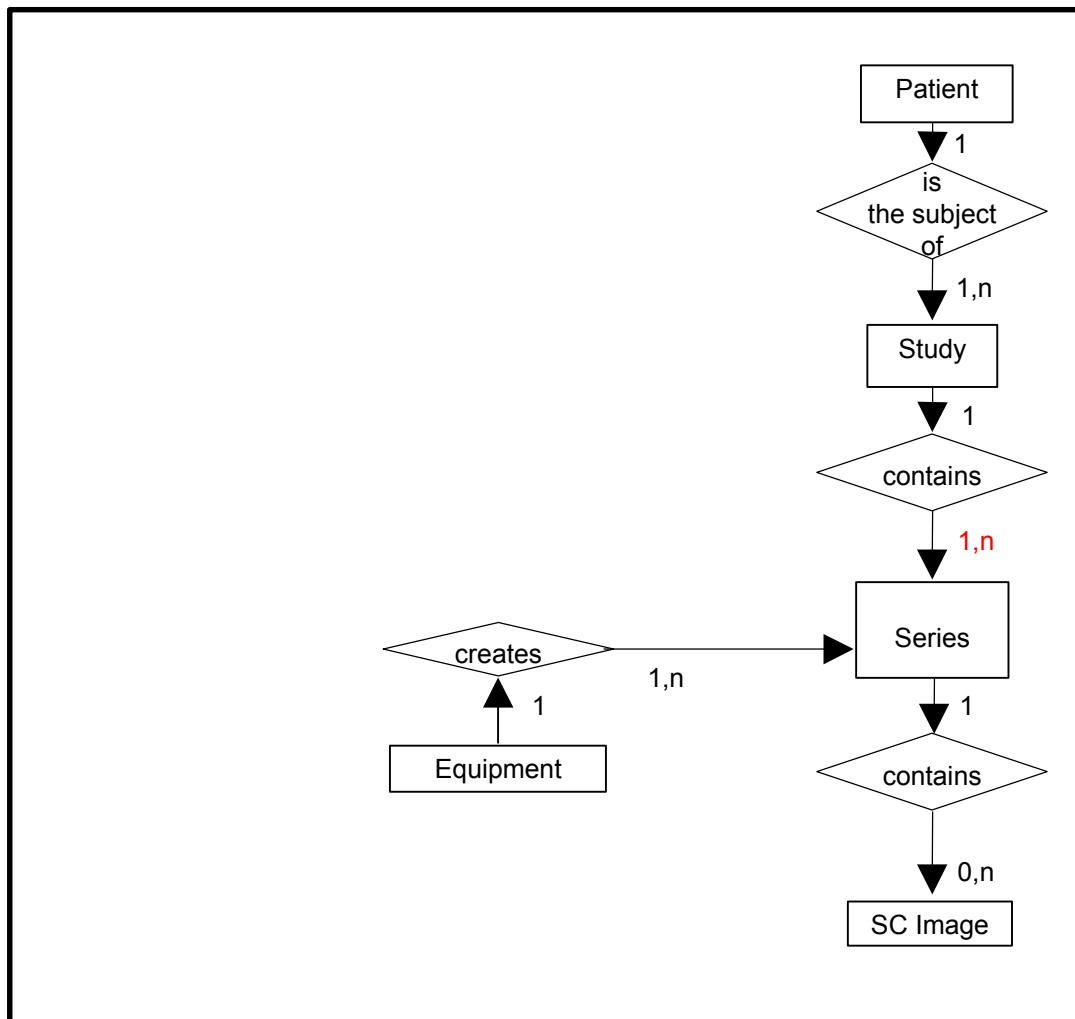 Patient
1
is
the subject
of
1,n
Study
1
contains
1,n
Series
creates
1,n
1
Equipment
1
contains
0,n
SC Image